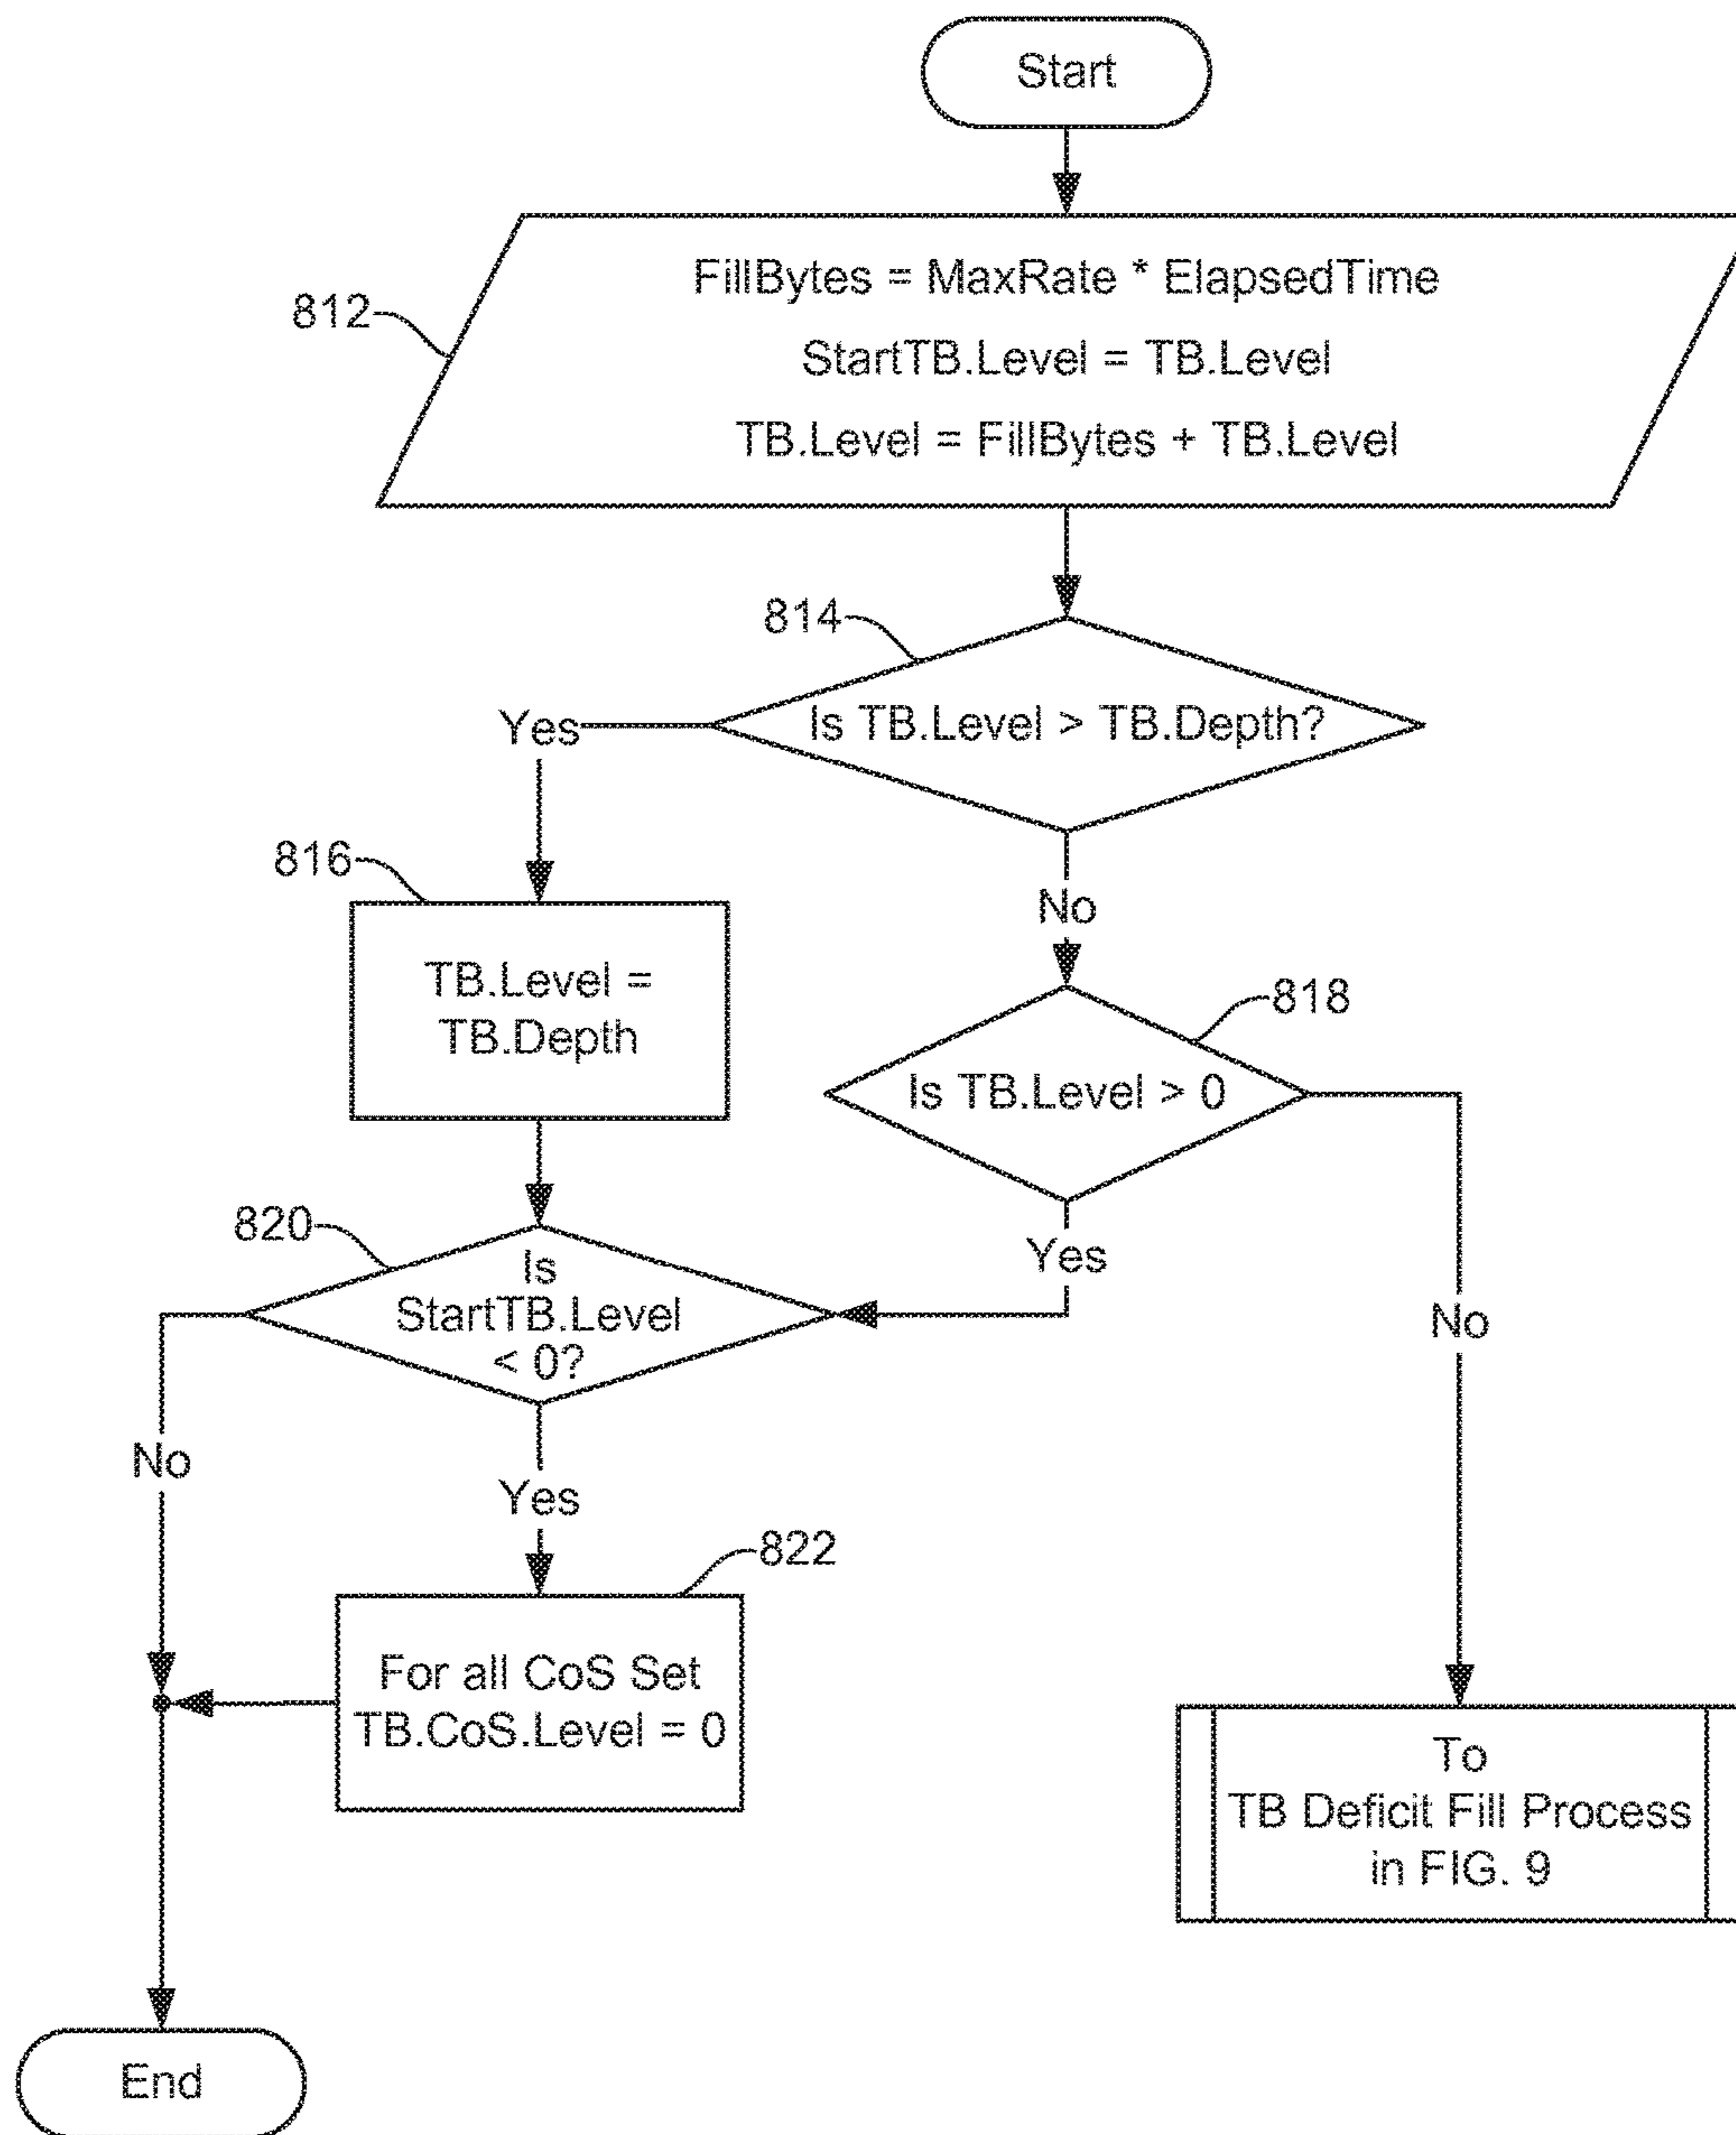 Start
FillBytes = MaxRate * ElapsedTime
812
StartTB.Level = TB.Level
TB.Level = FillBytes + TB.Level
814
Is TB.Level > TB.Depth?
Yes
816
No
TB.Level =
TB.Depth
818
Is TB.Level > 0
820
Is
StartTB.Level
< 0?
Yes
No
No
Yes
822
For all CoS Set
TB.CoS.Level = 0
To
TB Deficit Fill Process
in FIG. 9
End